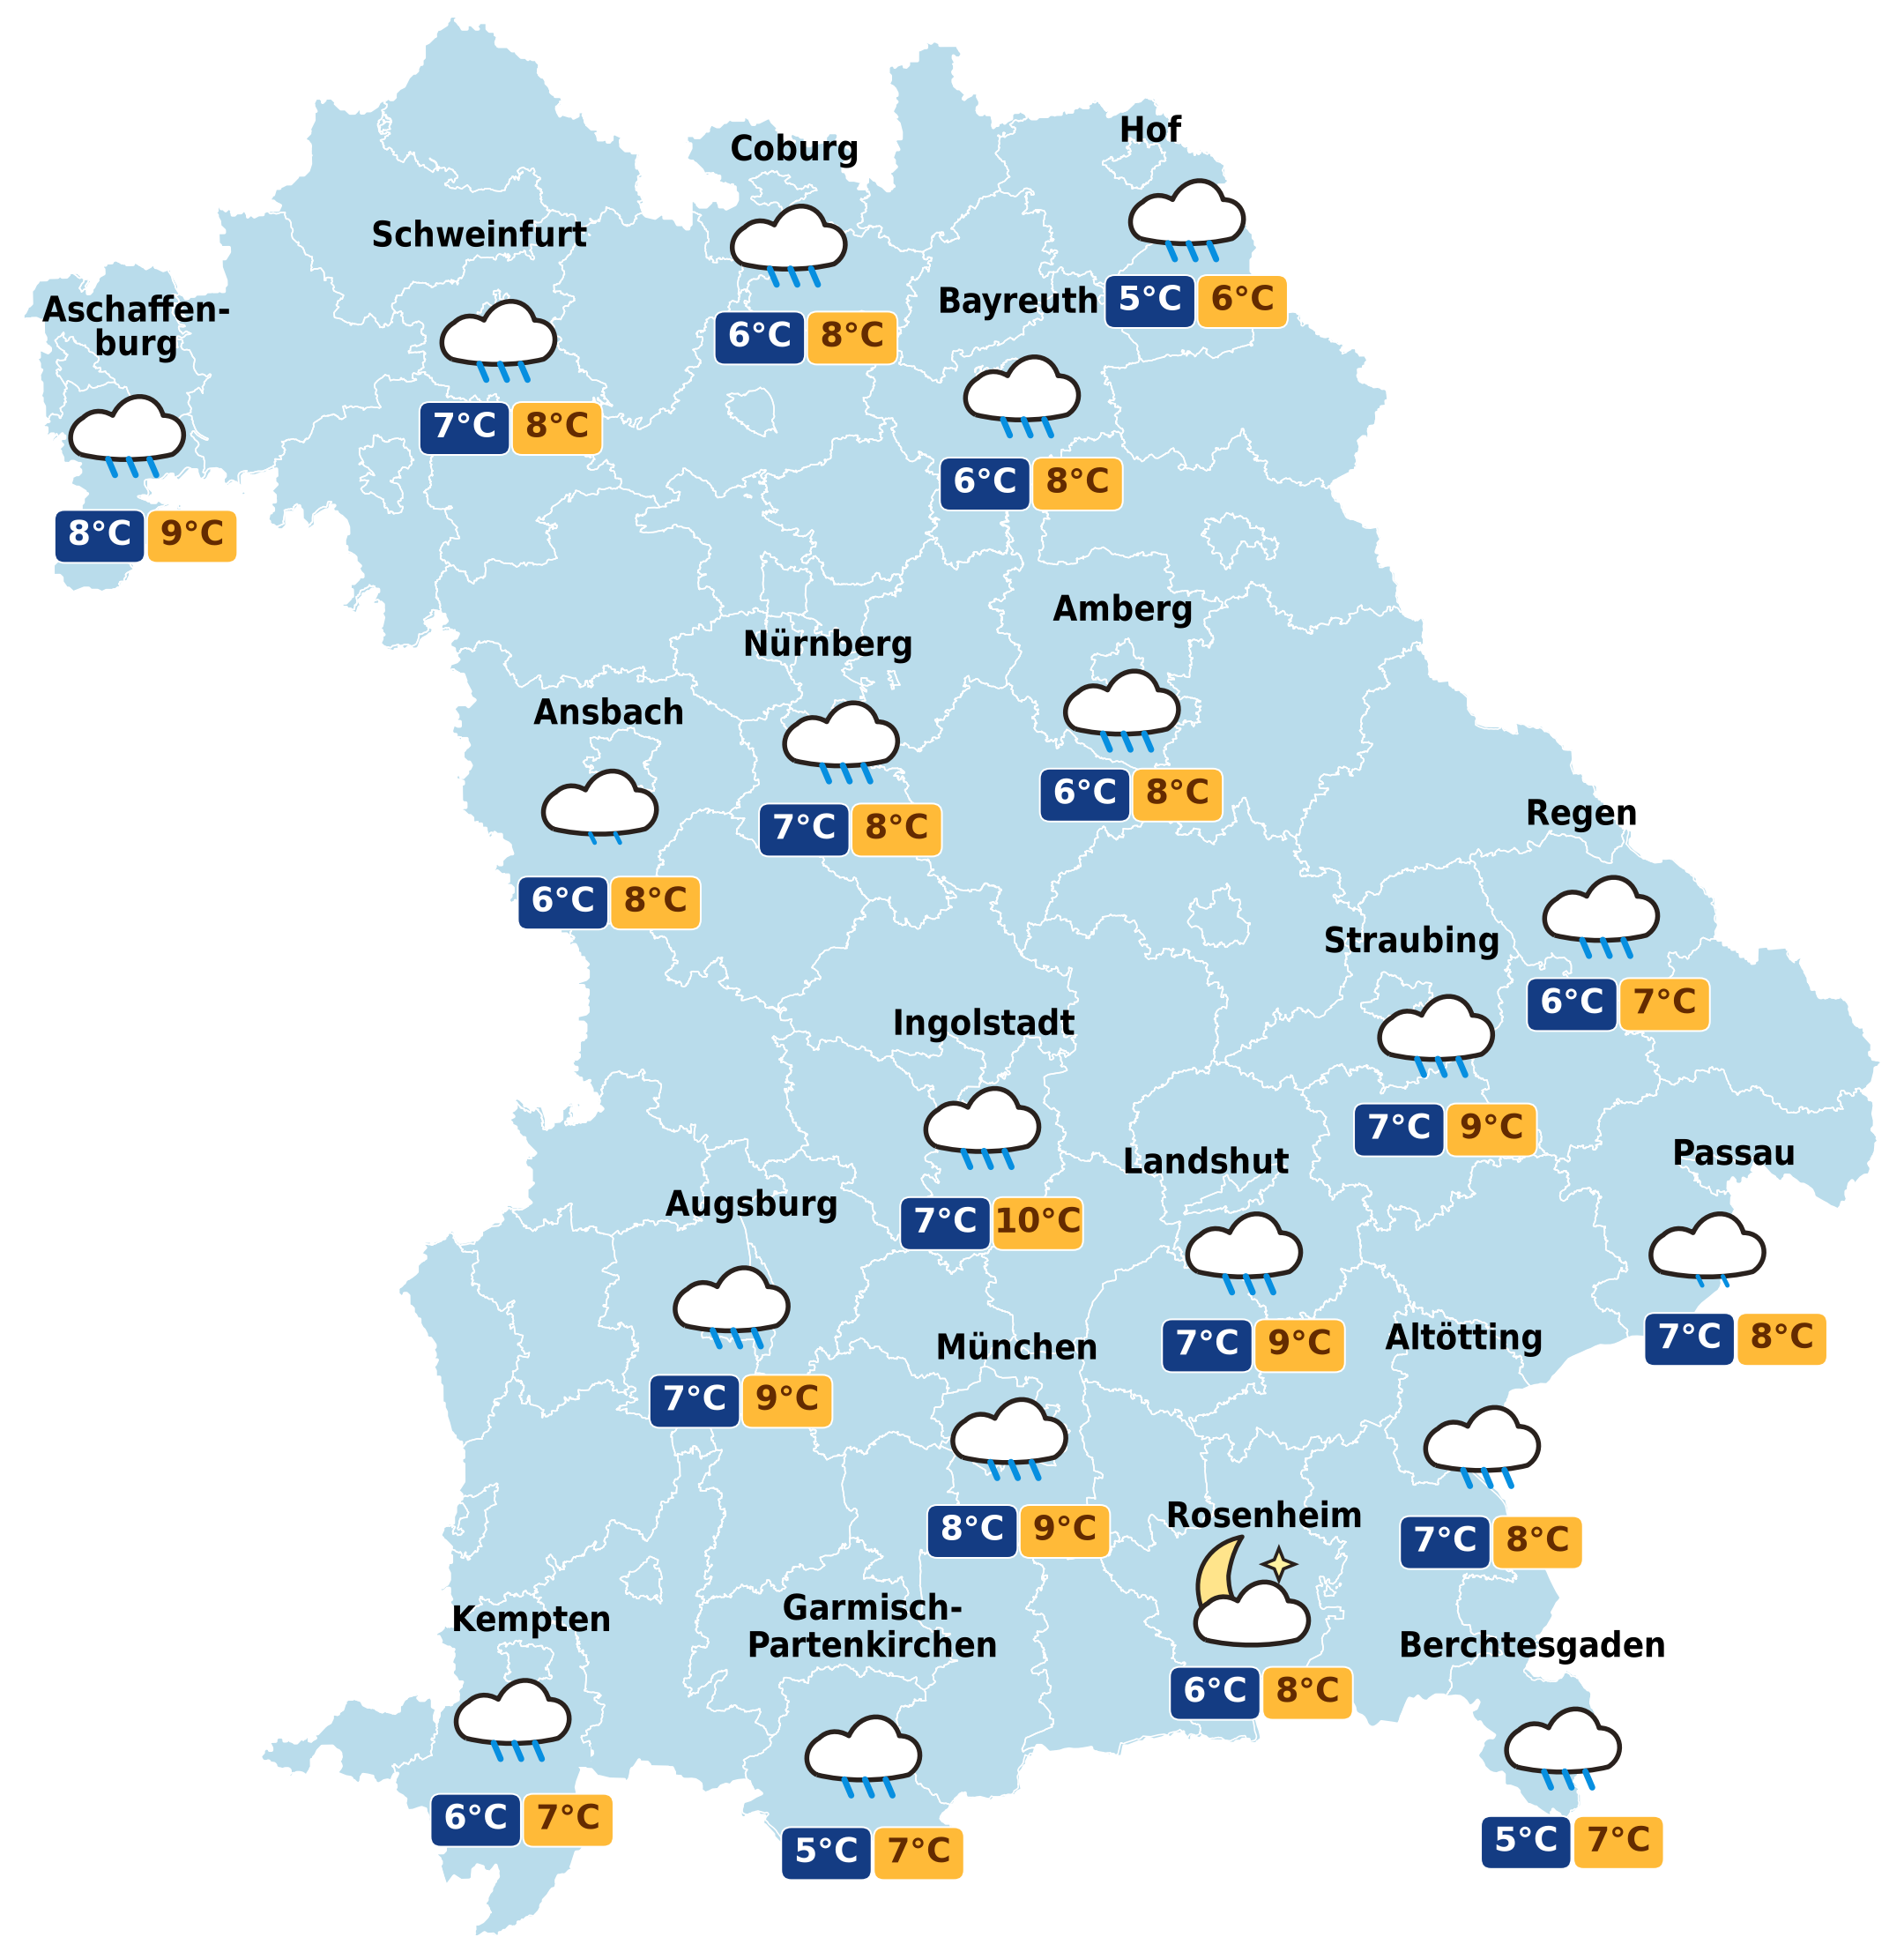 Hof
5°C 6°C
Coburg
6°C 8°C
Schweinfurt
7°C 8°C
Bayreuth
6°C 8°C
Aschaffen-
burg
8°C 9°C
Amberg
6°C 8°C
Nürnberg
7°C 8°C
Ansbach
6°C 8°C
Regen
6°C 7°C
Straubing
7°C 9°C
Ingolstadt
7°C 10°C
Passau
7°C 8°C
Landshut
7°C 9°C
Augsburg
7°C 9°C
Altötting
7°C 8°C
München
8°C 9°C
Rosenheim
6°C 8°C
Garmisch-
Partenkirchen
5°C 7°C
Kempten
6°C 7°C
Berchtesgaden
5°C 7°C